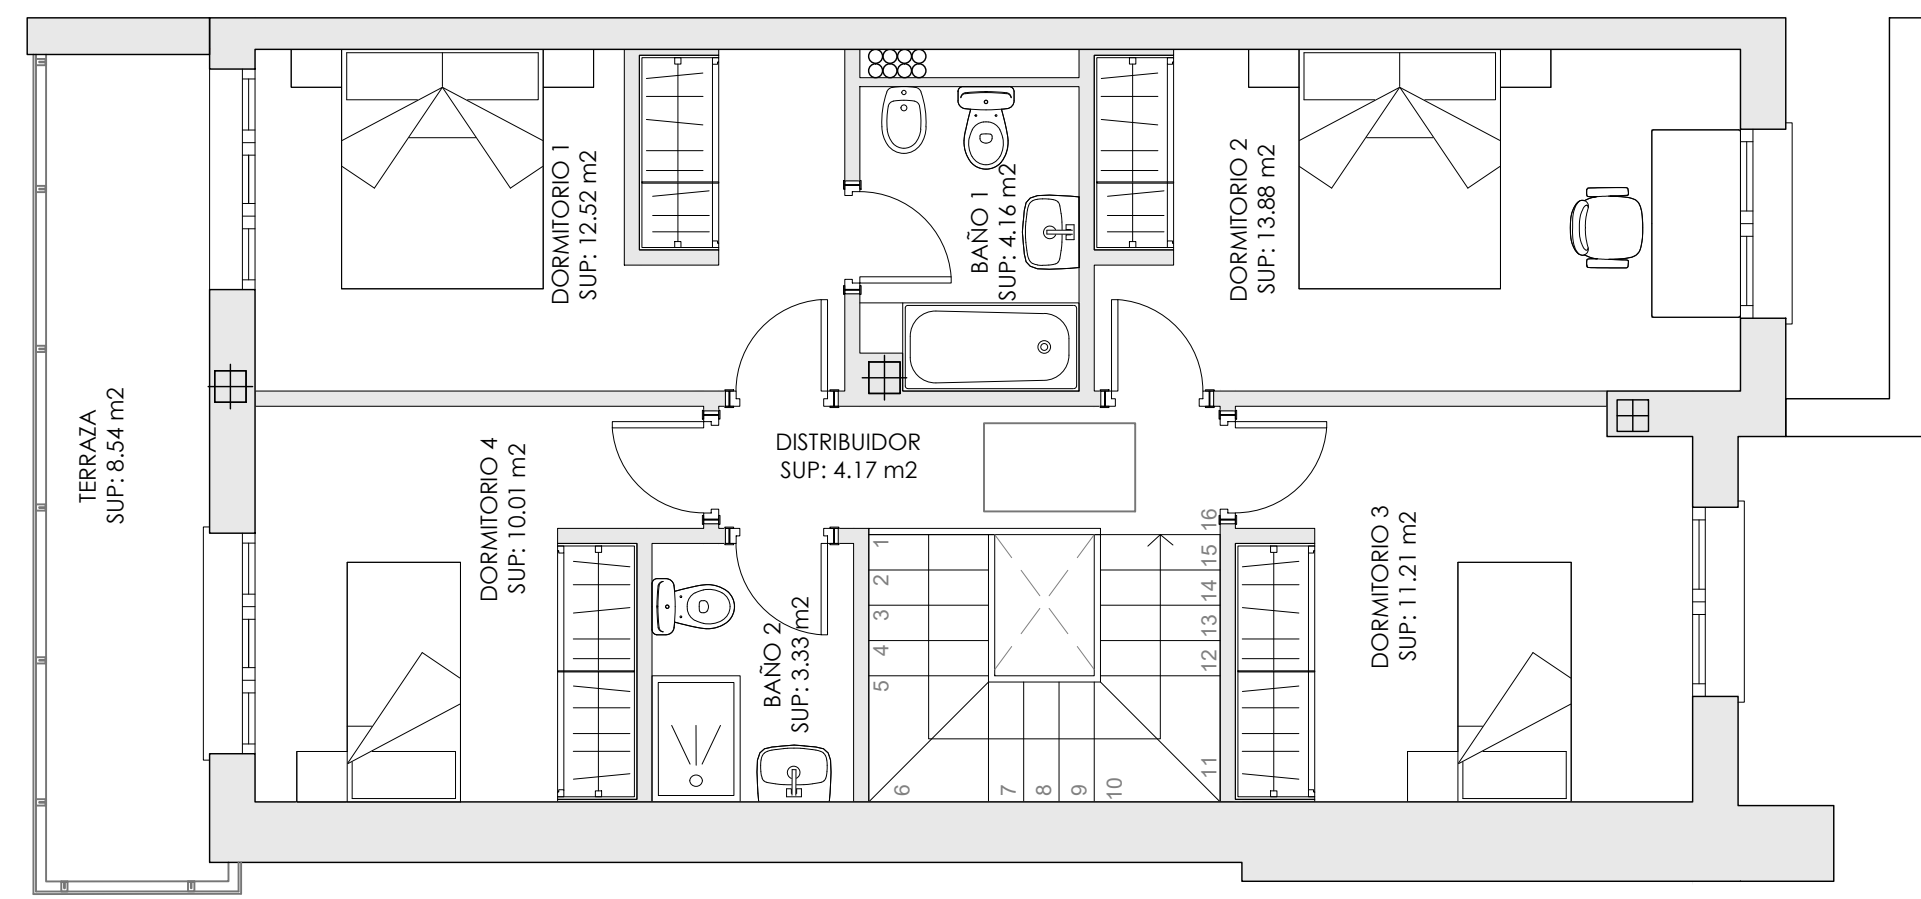 DORMITORIO 1
SUP: 12.52 m2
BAÑO 1
SUP: 4.16 m2
DORMITORIO 2
SUP: 13.88 m2
TERRAZA
SUP: 8.54 m2
DORMITORIO 4
SUP: 10.01 m2
DISTRIBUIDOR
SUP: 4.17 m2
DORMITORIO 3
SUP: 11.21 m2
BAÑO 2
SUP: 3.33 m2
1
2
3
4
5
6
7
8
9
10
11
12
13
14
15
16